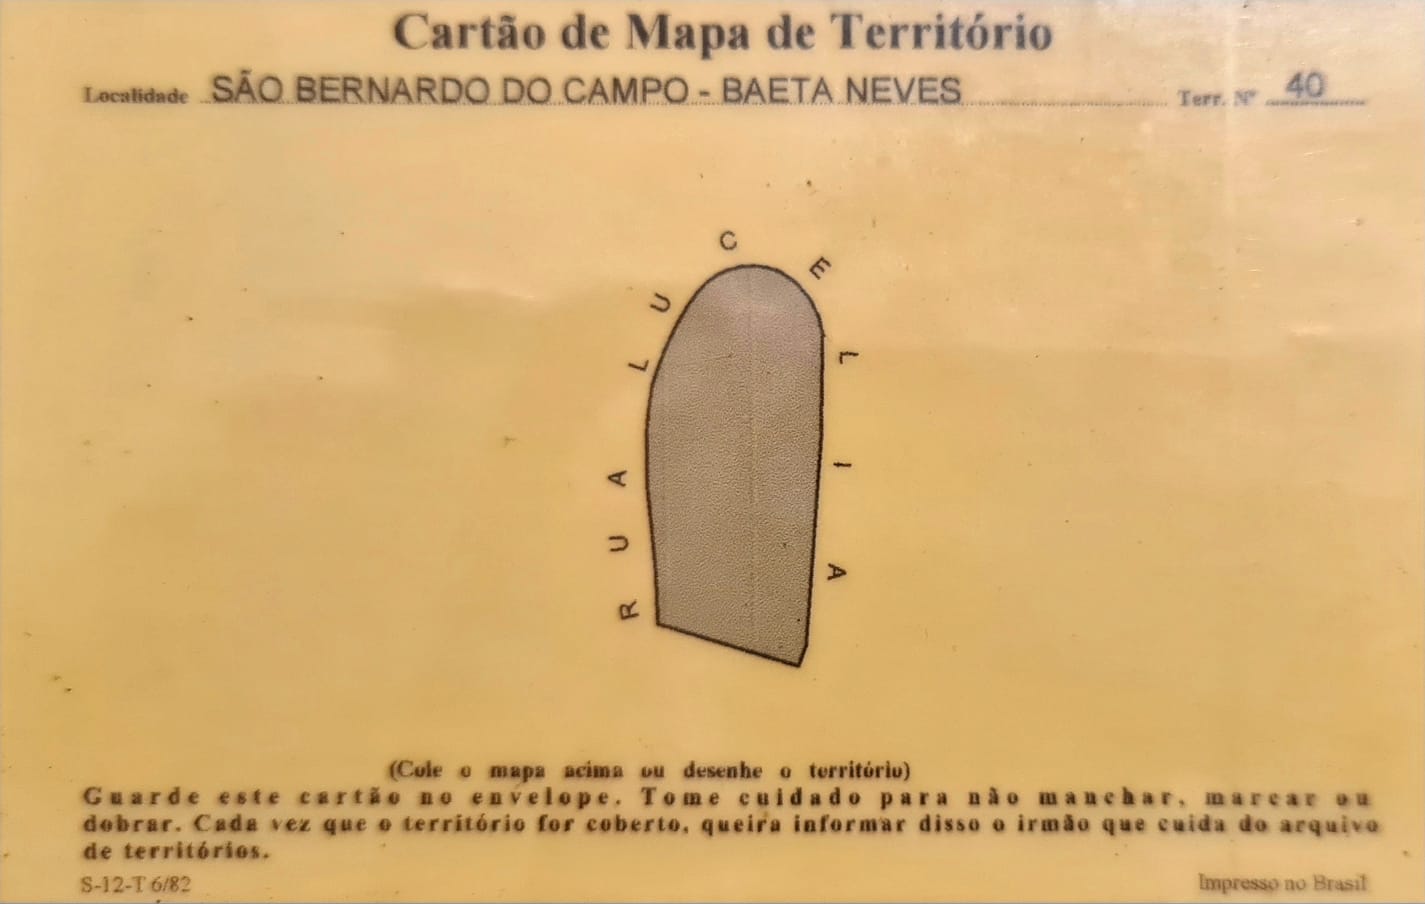 Cartão de Mapa de Território
Localidade SÃO BERNARDO DO CAMPO - BAETA NEVES Terr. Nº 40
RUA LUCELIA
(Cole o mapa acima ou desenhe o território)
Guarde este cartão no envelope. Tome cuidado para não manchar, marcar ou
dobrar. Cada vez que o território for coberto, queira informar disso o irmão que cuida do arquivo
de territórios.
S-12-T 6/82 Impresso no Brasil